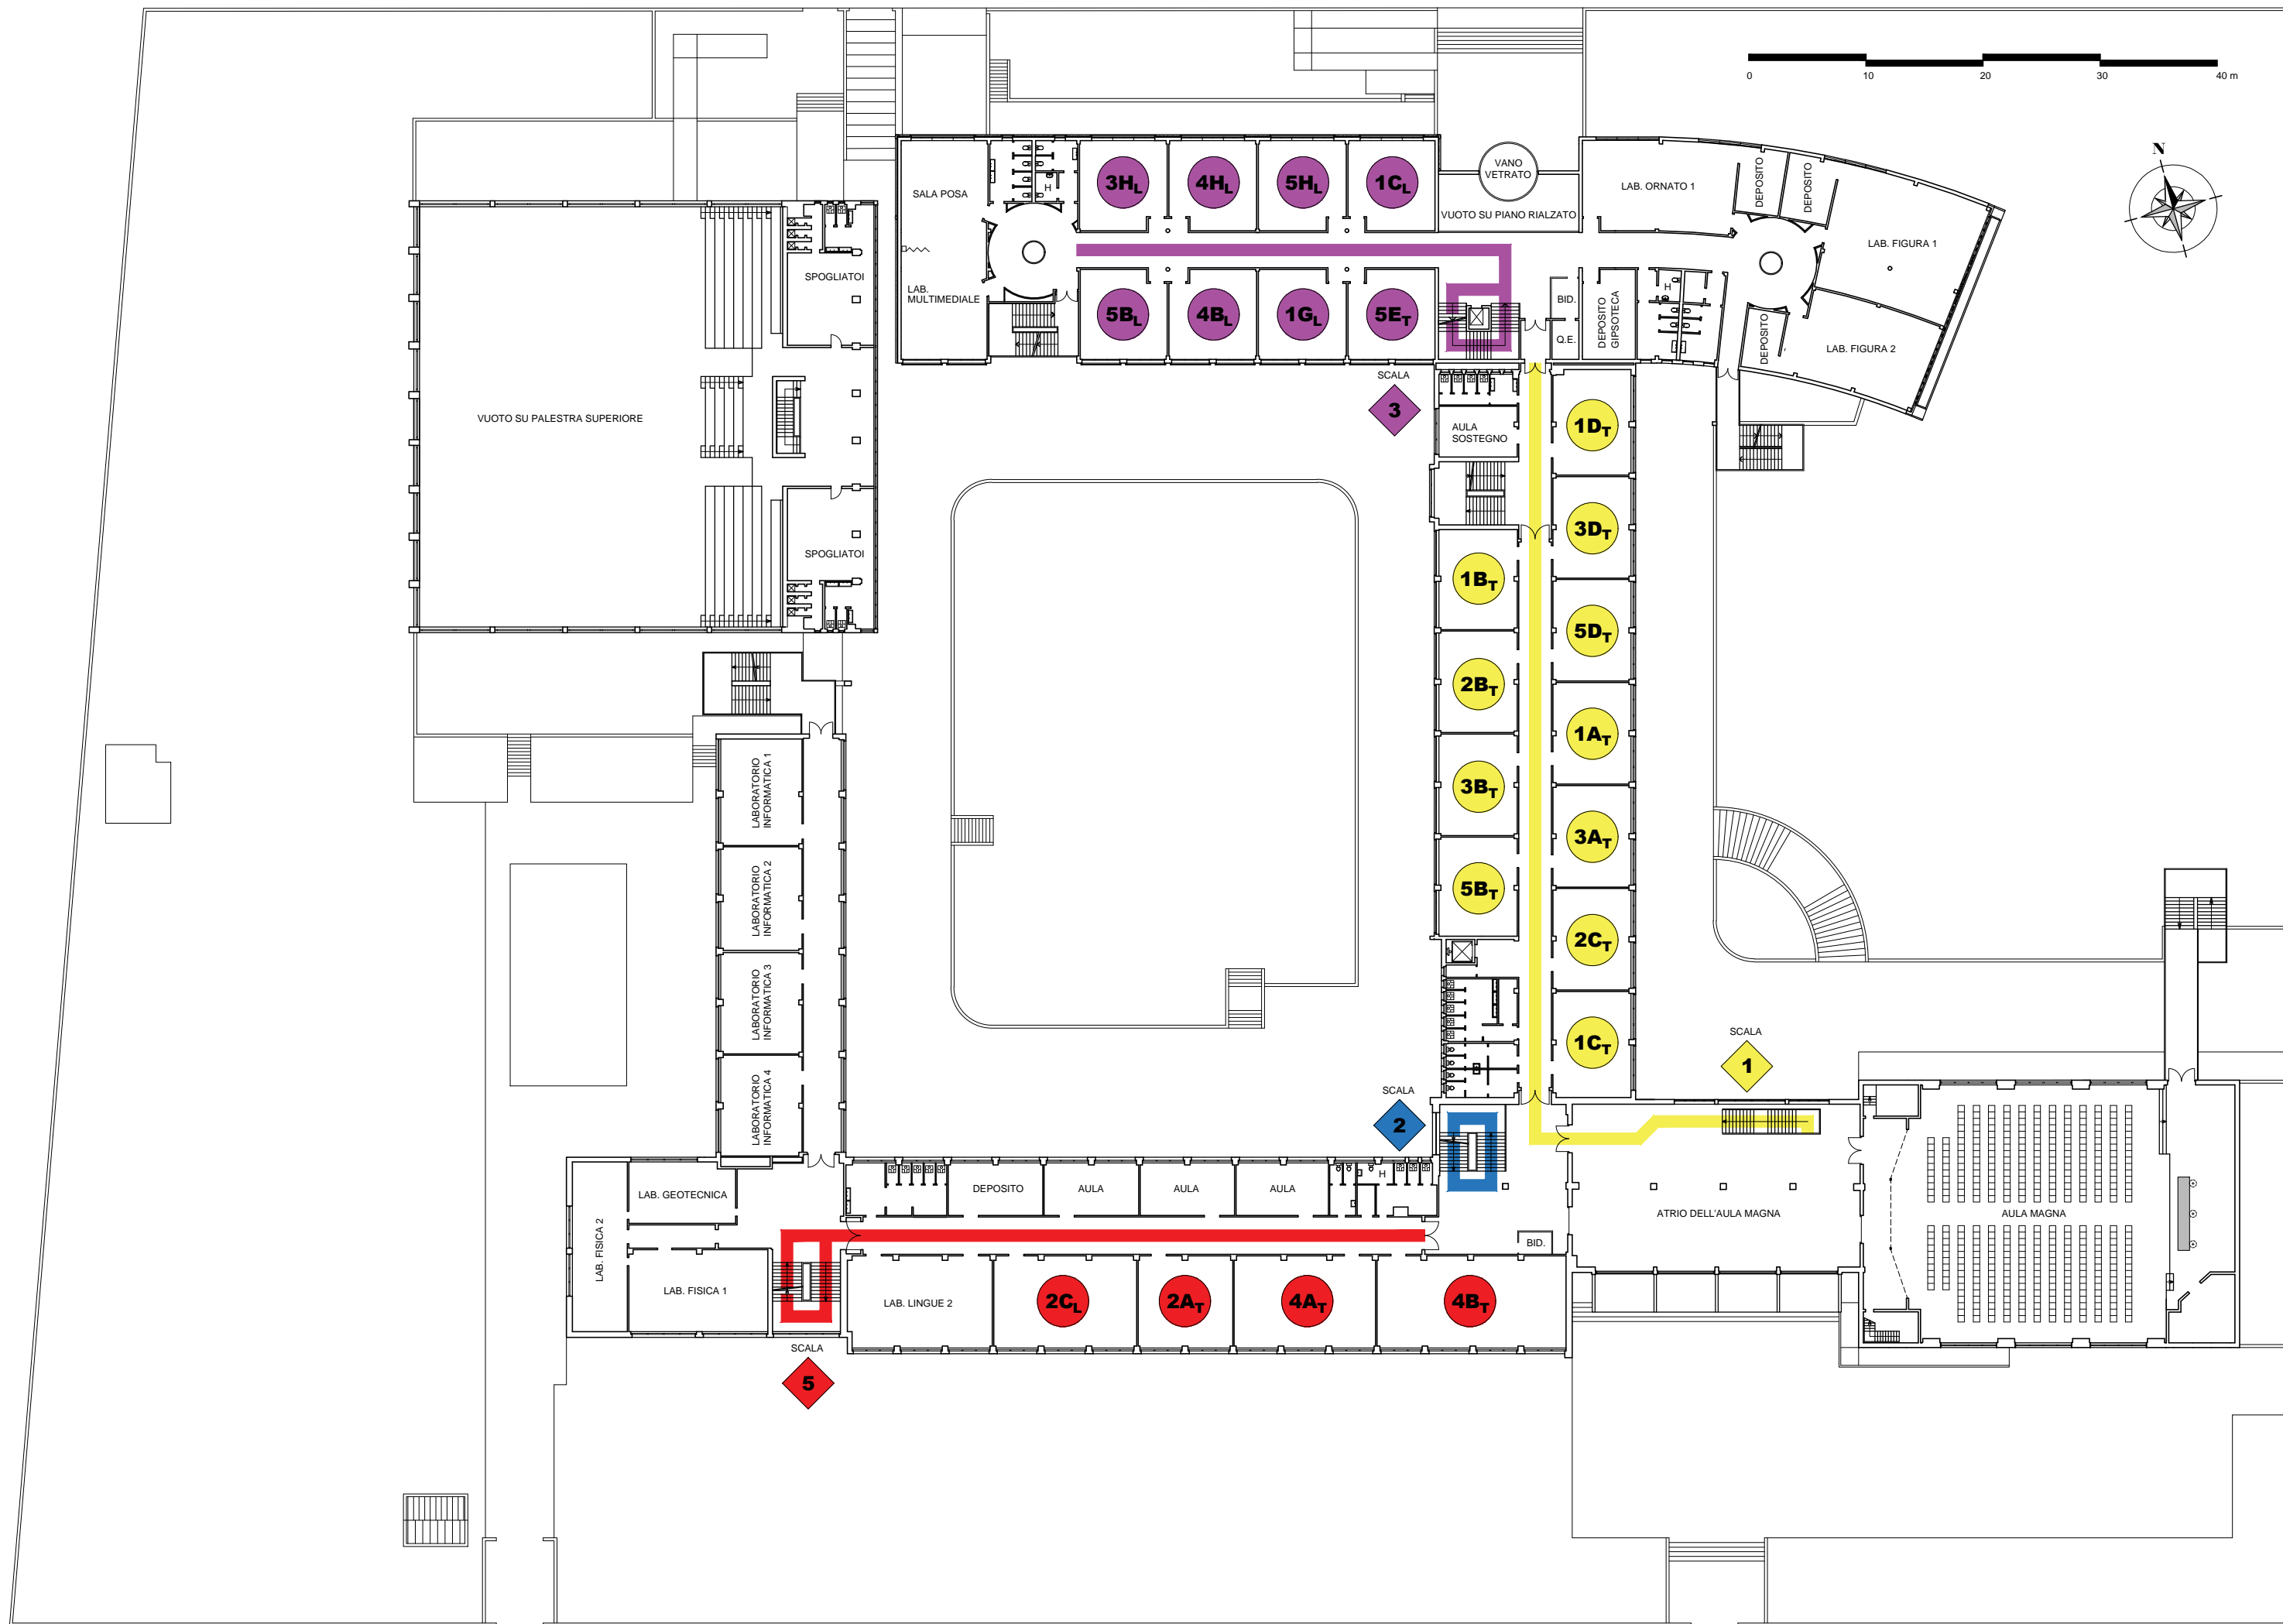 0 10 20 30 40 m
N
VANO
VETRATO
VUOTO SU PIANO RIALZATO
LAB. ORNATO 1
DEPOSITO
DEPOSITO
LAB. FIGURA 1
SALA POSA
H
3HL
4HL
5HL
1CL
LAB.
MULTIMEDIALE
5BL
4BL
1GL
5ET
BID.
Q.E.
DEPOSITO
GIPSOTECA
H
DEPOSITO
LAB. FIGURA 2
SPOGLIATOI
VUOTO SU PALESTRA SUPERIORE
SPOGLIATOI
SCALA
3
AULA
SOSTEGNO
1DT
3DT
1BT
5DT
2BT
1AT
3BT
3AT
5BT
2CT
1CT
LABORATORIO
INFORMATICA 1
LABORATORIO
INFORMATICA 2
LABORATORIO
INFORMATICA 3
LABORATORIO
INFORMATICA 4
SCALA
1
SCALA
2
LAB. FISICA 2
LAB. GEOTECNICA
LAB. FISICA 1
DEPOSITO
AULA
AULA
AULA
H
BID.
ATRIO DELL'AULA MAGNA
AULA MAGNA
LAB. LINGUE 2
2CL
2AT
4AT
4BT
SCALA
5